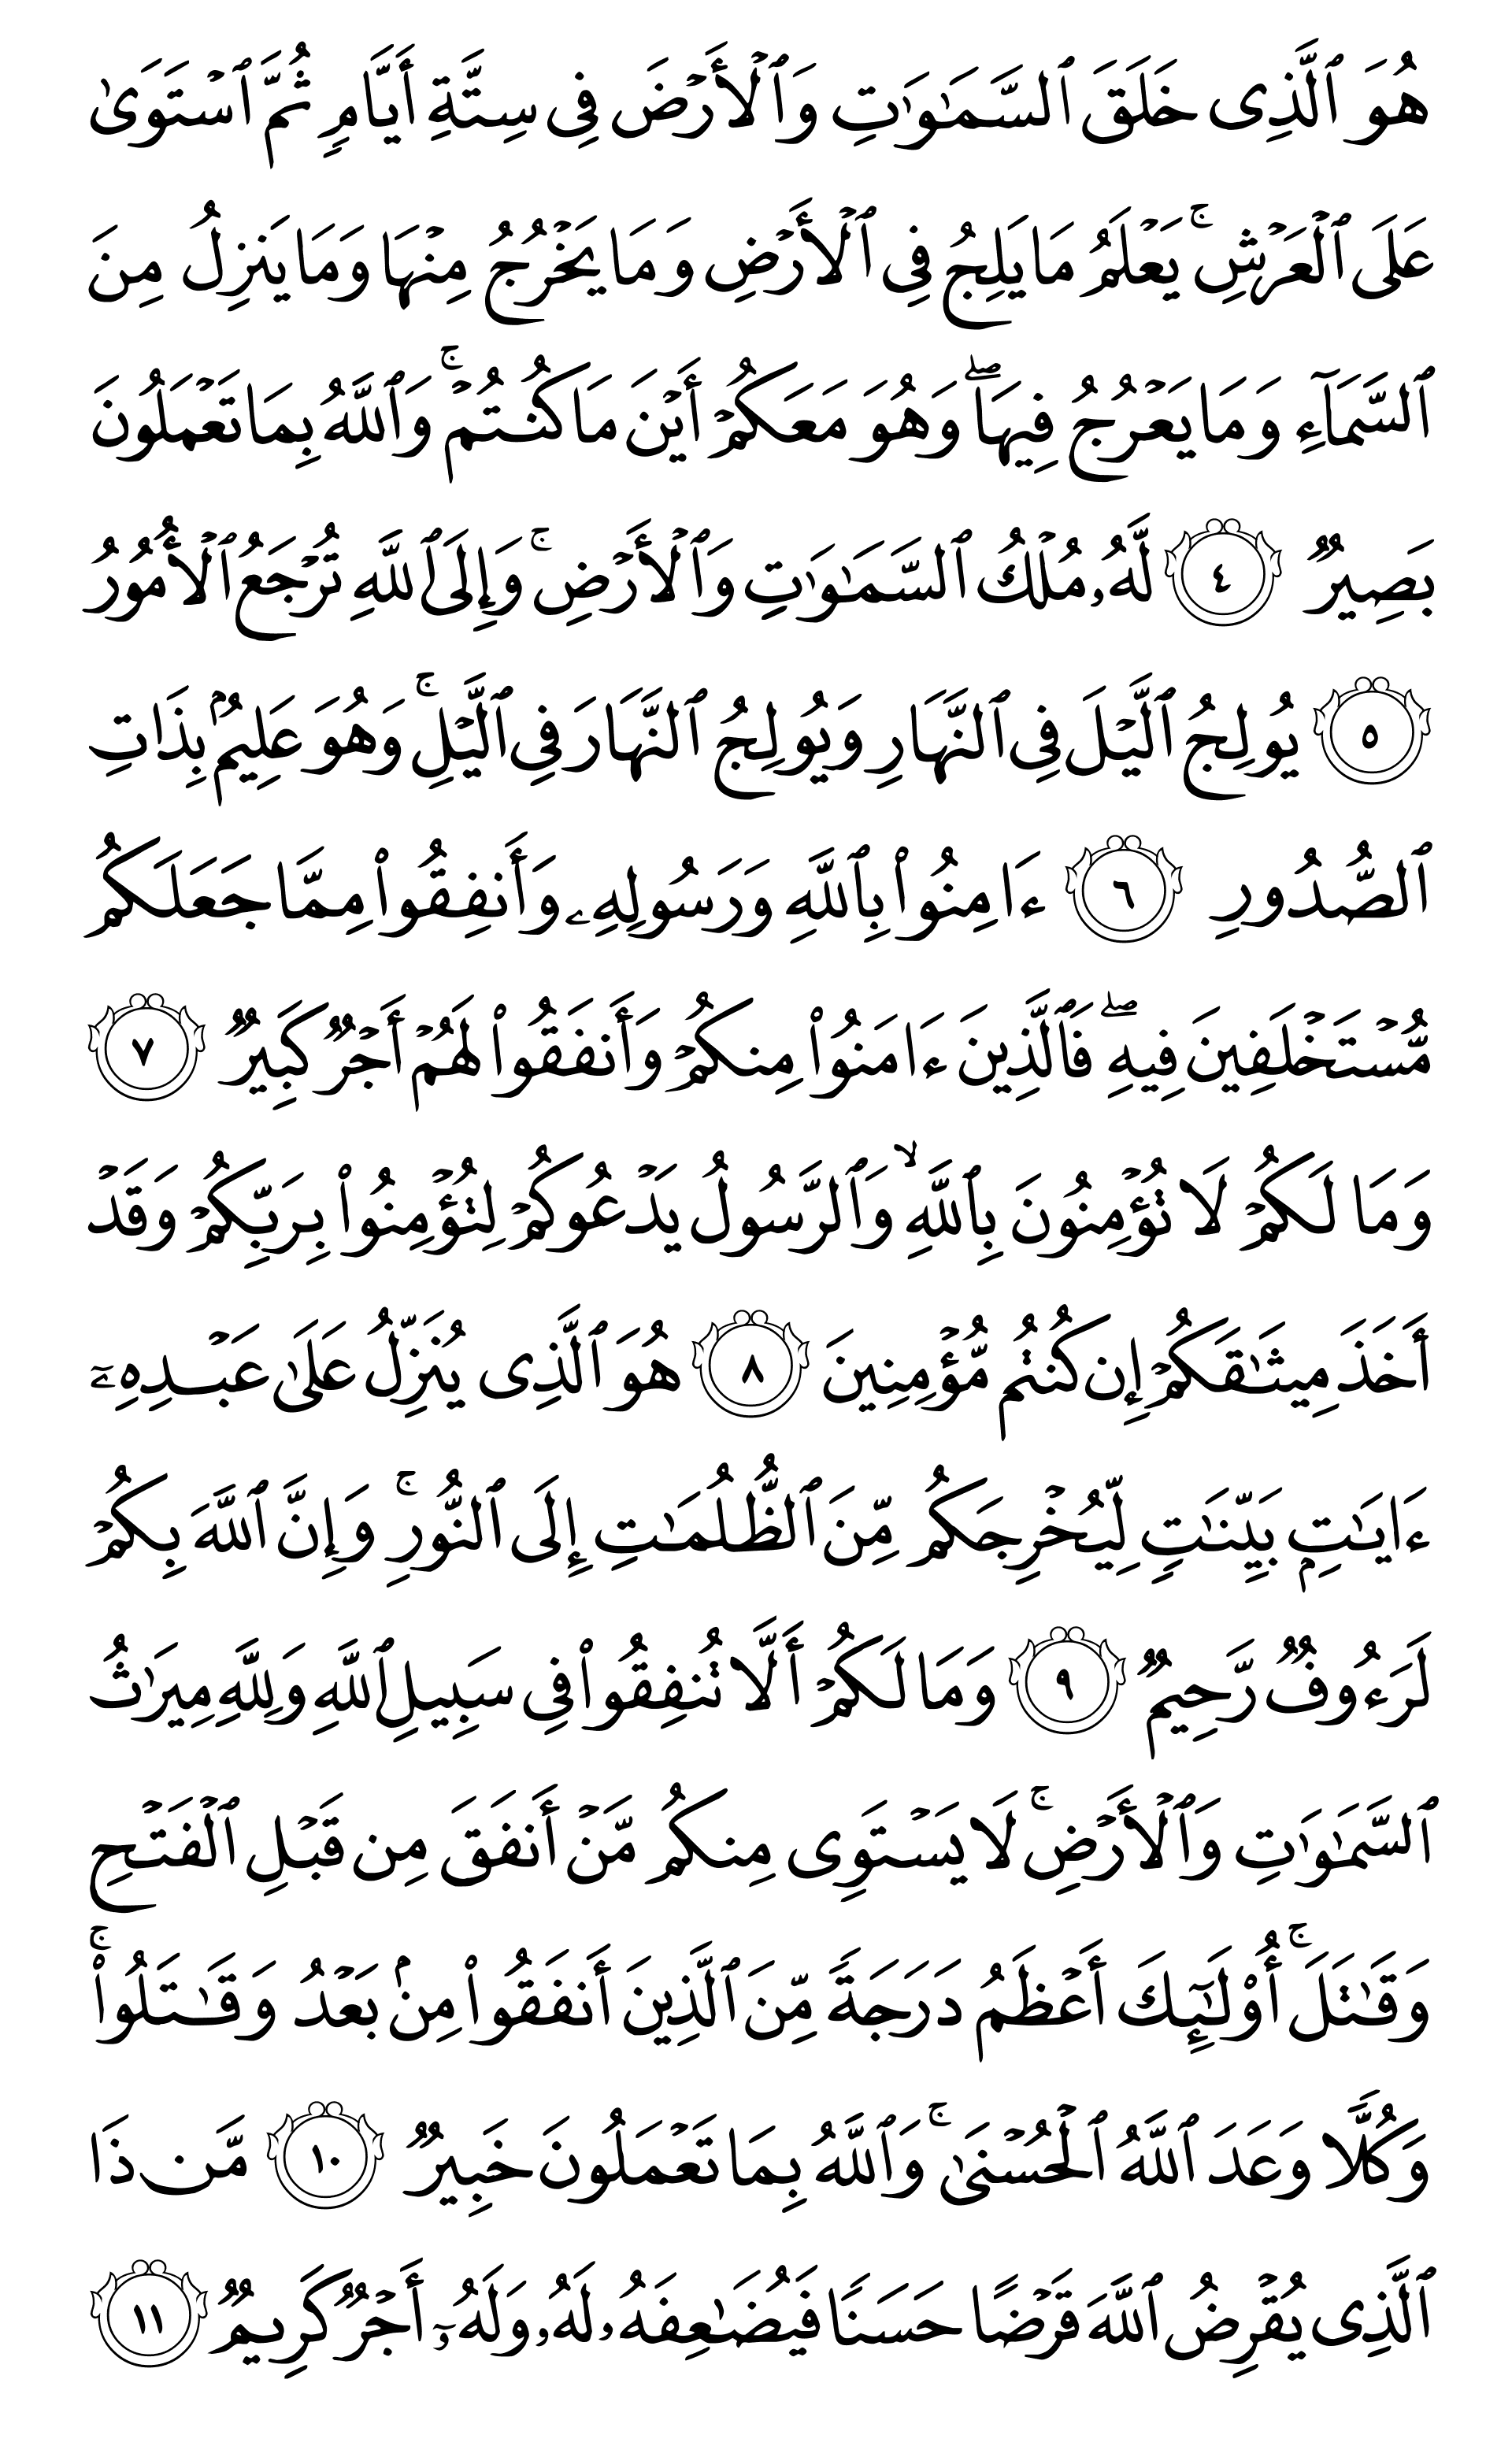 هُوَ ٱلَّذِى خَلَقَ ٱلسَّمَـٰوَٰتِ وَٱلْأَرْضَ فِى سِتَّةِ أَيَّامٍ ثُمَّ ٱسْتَوَىٰ
عَلَى ٱلْعَرْشِ ۚ يَعْلَمُ مَا يَلِجُ فِى ٱلْأَرْضِ وَمَا يَخْرُجُ مِنْهَا وَمَا يَنزِلُ مِنَ
ٱلسَّمَآءِ وَمَا يَعْرُجُ فِيهَا ۖ وَهُوَ مَعَكُمْ أَيْنَ مَا كُنتُمْ ۚ وَٱللَّهُ بِمَا تَعْمَلُونَ
بَصِيرٌ ٤ لَّهُۥ مُلْكُ ٱلسَّمَـٰوَٰتِ وَٱلْأَرْضِ ۚ وَإِلَى ٱللَّهِ تُرْجَعُ ٱلْأُمُورُ
٥ يُولِجُ ٱلَّيْلَ فِى ٱلنَّهَارِ وَيُولِجُ ٱلنَّهَارَ فِى ٱلَّيْلِ ۚ وَهُوَ عَلِيمٌۢ بِذَاتِ
ٱلصُّدُورِ ٦ ءَامِنُوا۟ بِٱللَّهِ وَرَسُولِهِۦ وَأَنفِقُوا۟ مِمَّا جَعَلَكُم
مُّسْتَخْلَفِينَ فِيهِ ۖ فَٱلَّذِينَ ءَامَنُوا۟ مِنكُمْ وَأَنفَقُوا۟ لَهُمْ أَجْرٌ كَبِيرٌ ٧
وَمَا لَكُمْ لَا تُؤْمِنُونَ بِٱللَّهِ ۙ وَٱلرَّسُولُ يَدْعُوكُمْ لِتُؤْمِنُوا۟ بِرَبِّكُمْ وَقَدْ
أَخَذَ مِيثَـٰقَكُمْ إِن كُنتُم مُّؤْمِنِينَ ٨ هُوَ ٱلَّذِى يُنَزِّلُ عَلَىٰ عَبْدِهِۦٓ
ءَايَـٰتٍۭ بَيِّنَـٰتٍ لِّيُخْرِجَكُم مِّنَ ٱلظُّلُمَـٰتِ إِلَى ٱلنُّورِ ۚ وَإِنَّ ٱللَّهَ بِكُمْ
لَرَءُوفٌ رَّحِيمٌ ٩ وَمَا لَكُمْ أَلَّا تُنفِقُوا۟ فِى سَبِيلِ ٱللَّهِ وَلِلَّهِ مِيرَٰثُ
ٱلسَّمَـٰوَٰتِ وَٱلْأَرْضِ ۚ لَا يَسْتَوِى مِنكُم مَّنْ أَنفَقَ مِن قَبْلِ ٱلْفَتْحِ
وَقَـٰتَلَ ۚ أُو۟لَـٰٓئِكَ أَعْظَمُ دَرَجَةً مِّنَ ٱلَّذِينَ أَنفَقُوا۟ مِنۢ بَعْدُ وَقَـٰتَلُوا۟ ۚ
وَكُلًّا وَعَدَ ٱللَّهُ ٱلْحُسْنَىٰ ۚ وَٱللَّهُ بِمَا تَعْمَلُونَ خَبِيرٌ ١٠ مَّن ذَا
ٱلَّذِى يُقْرِضُ ٱللَّهَ قَرْضًا حَسَنًا فَيُضَـٰعِفَهُۥ لَهُۥ وَلَهُۥٓ أَجْرٌ كَرِيمٌ ١١